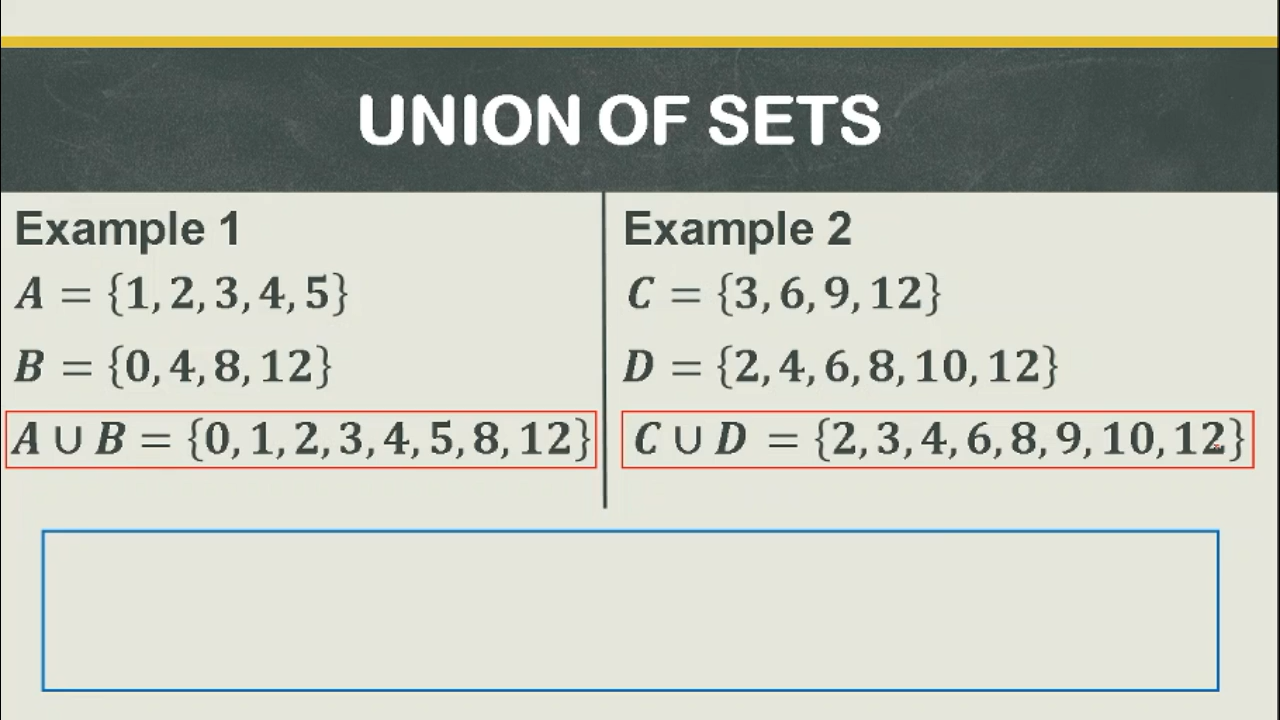 UNION OF SETS
Example 1
A = {1, 2, 3, 4, 5}
B = {0, 4, 8, 12}
A ∪ B = {0, 1, 2, 3, 4, 5, 8, 12}
Example 2
C = {3, 6, 9, 12}
D = {2, 4, 6, 8, 10, 12}
C ∪ D = {2, 3, 4, 6, 8, 9, 10, 12}